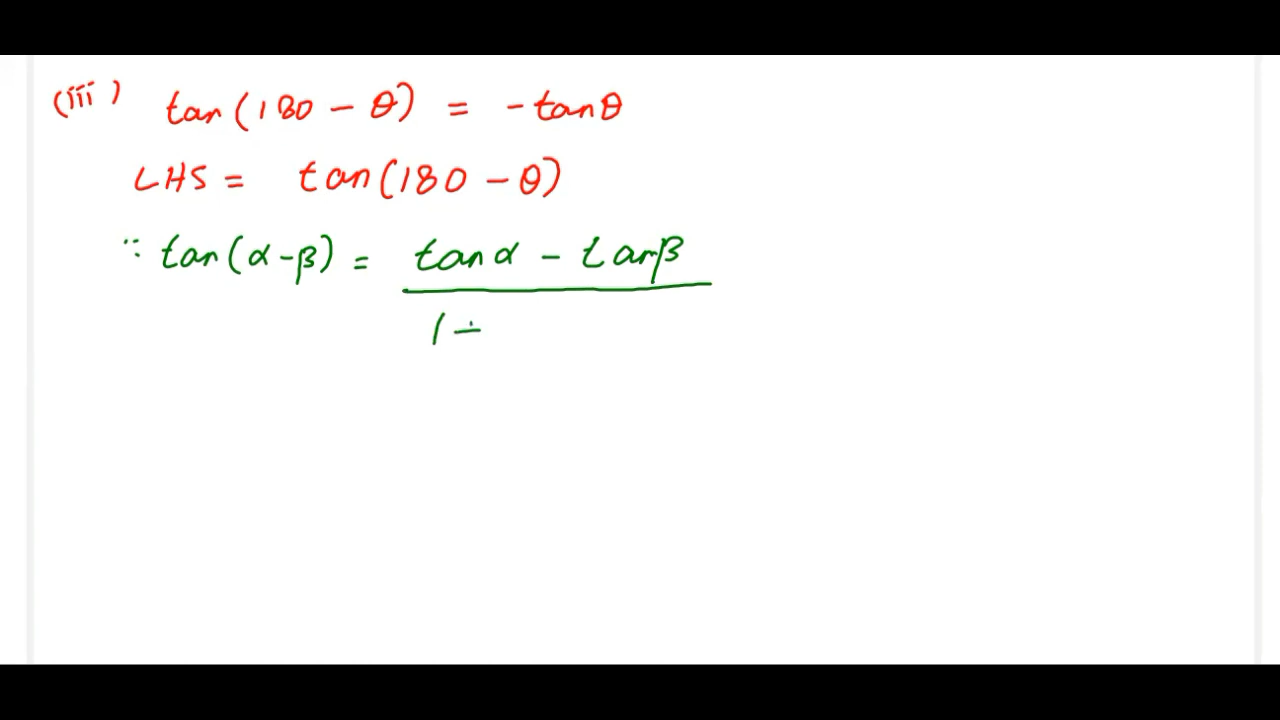 (iii) tan(180 - θ) = -tanθ
LHS = tan(180 - θ)
∵ tan(α-β) = tanα - tanβ
1 -